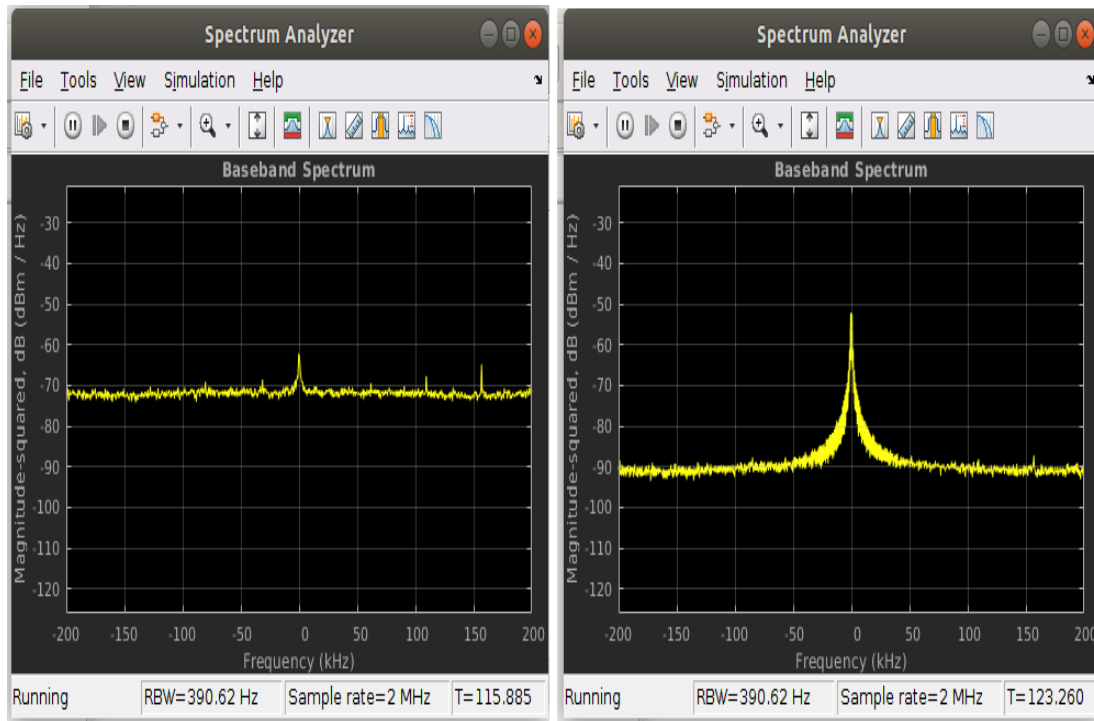 Spectrum Analyzer
File Tools View Simulation Help
Baseband Spectrum
Magnitude-squared, dB (dBm / Hz)
-30
-40
-50
-60
-70
-80
-90
-100
-110
-120
-200 -150 -100 -50 0 50 100 150 200
Frequency (kHz)
Running RBW=390.62 Hz Sample rate=2 MHz T=115.885
Spectrum Analyzer
File Tools View Simulation Help
Baseband Spectrum
Magnitude-squared, dB (dBm / Hz)
-30
-40
-50
-60
-70
-80
-90
-100
-110
-120
-200 -150 -100 -50 0 50 100 150 200
Frequency (kHz)
Running RBW=390.62 Hz Sample rate=2 MHz T=123.260